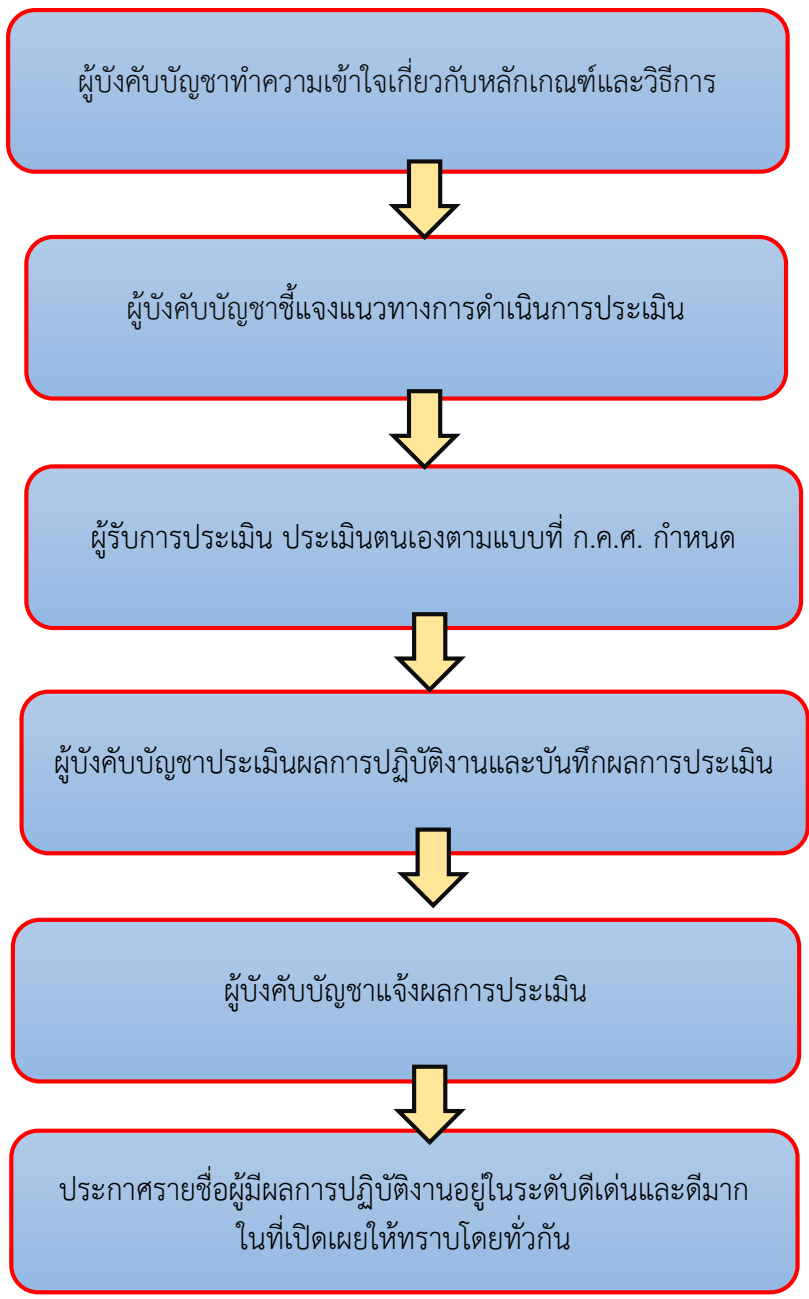 ผู้บังคับบัญชาทำความเข้าใจเกี่ยวกับหลักเกณฑ์และวิธีการ
ผู้บังคับบัญชาชี้แจงแนวทางการดำเนินการประเมิน
ผู้รับการประเมิน ประเมินตนเองตามแบบที่ ก.ค.ศ. กำหนด
ผู้บังคับบัญชาประเมินผลการปฏิบัติงานและบันทึกผลการประเมิน
ผู้บังคับบัญชาแจ้งผลการประเมิน
ประกาศรายชื่อผู้มีผลการปฏิบัติงานอยู่ในระดับดีเด่นและดีมาก
ในที่เปิดเผยให้ทราบโดยทั่วกัน